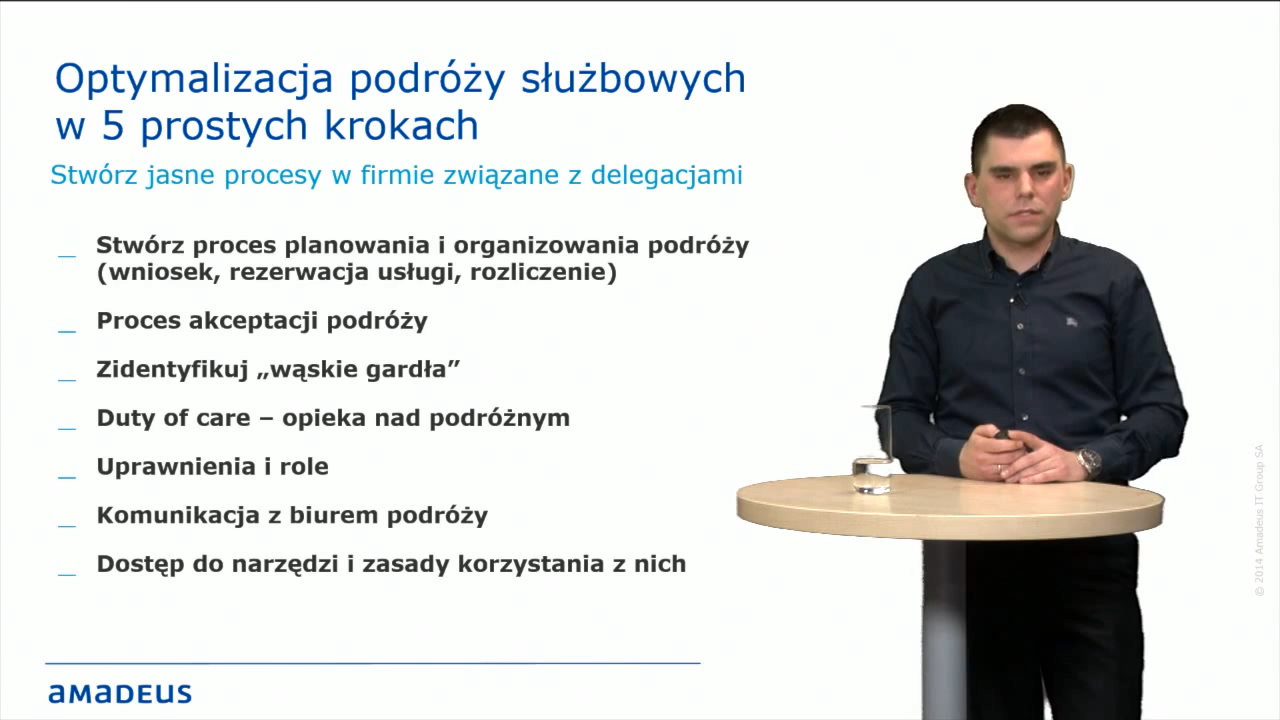 Optymalizacja podróży służbowych
w 5 prostych krokach
Stwórz jasne procesy w firmie związane z delegacjami
_ Stwórz proces planowania i organizowania podróży
(wniosek, rezerwacja usługi, rozliczenie)
_ Proces akceptacji podróży
_ Zidentyfikuj „wąskie gardła”
_ Duty of care – opieka nad podróżnym
_ Uprawnienia i role
_ Komunikacja z biurem podróży
_ Dostęp do narzędzi i zasady korzystania z nich
amadeus
© 2014 Amadeus IT Group SA